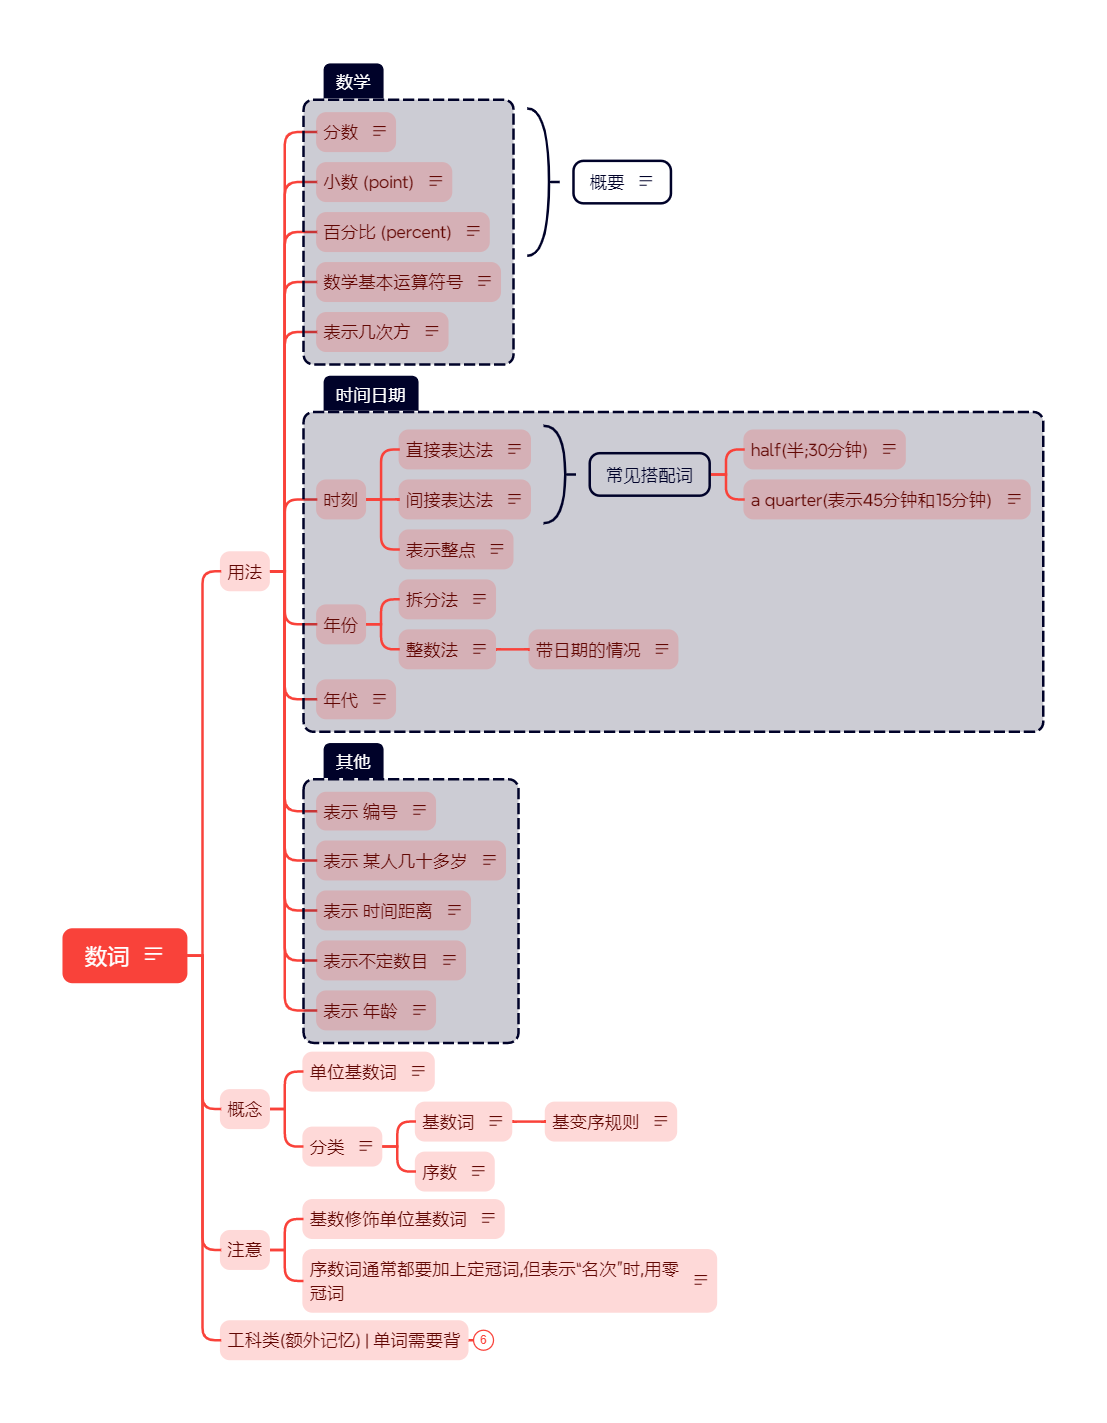 数学
分数
小数 (point)
百分比 (percent)
概要
数学基本运算符号
表示几次方
时间日期
时刻
直接表达法
间接表达法
常见搭配词
half(半;30分钟)
a quarter(表示45分钟和15分钟)
表示整点
年份
拆分法
整数法
带日期的情况
年代
用法
其他
表示 编号
表示 某人几十多岁
表示 时间距离
表示不定数目
表示 年龄
数词
概念
单位基数词
分类
基数词
基变序规则
序数
注意
基数修饰单位基数词
序数词通常都要加上定冠词,但表示“名次”时,用零
冠词
工科类(额外记忆) | 单词需要背
6